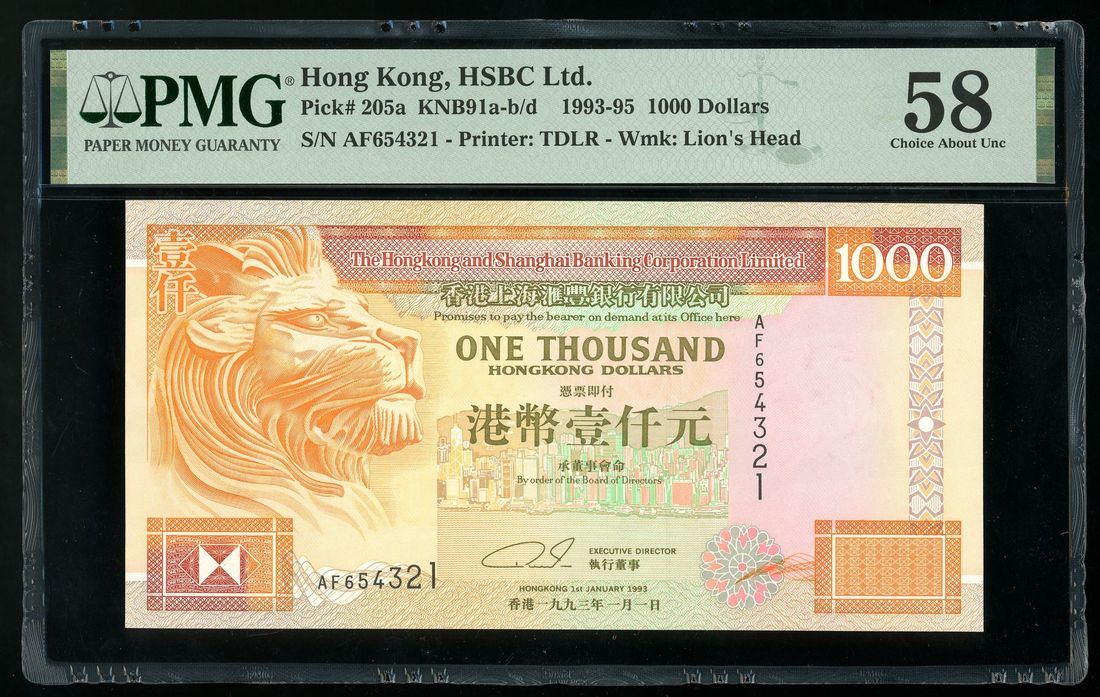 PMG®
PAPER MONEY GUARANTY
Hong Kong, HSBC Ltd.
Pick# 205a KNB91a-b/d 1993-95 1000 Dollars
S/N AF654321 - Printer: TDLR - Wmk: Lion's Head
58
Choice About Unc
壹仟
The Hongkong and Shanghai Banking Corporation Limited
1000
香港上海滙豐銀行有限公司
Promises to pay the bearer on demand at its Office here
ONE THOUSAND
HONGKONG DOLLARS
憑票即付
港幣壹仟元
承董事會命
By order of the Board of Directors
AF654321
EXECUTIVE DIRECTOR
執行董事
AF654321
HONGKONG 1st JANUARY 1993
香港一九九三年一月一日